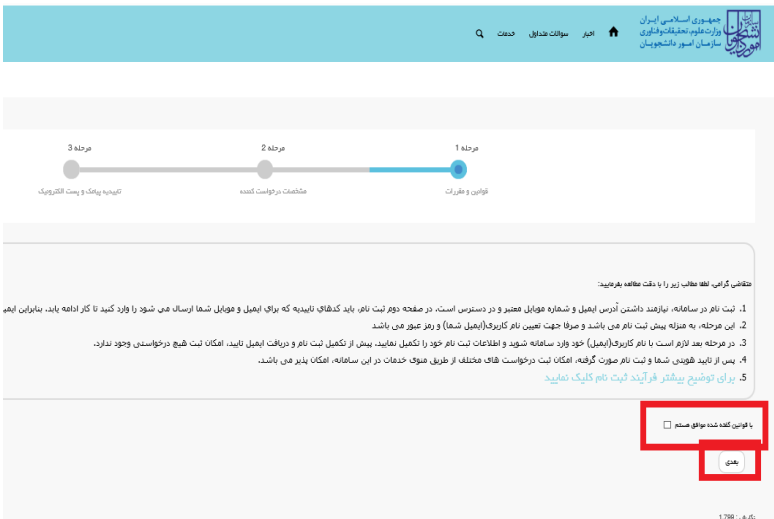 جمهوری اسلامی ایران
وزارت علوم، تحقیقات و فناوری
سازمان امور دانشجویان
اخبار سوالات متداول خدمات
مرحله 1 مرحله 2 مرحله 3
قوانین و مقررات مشخصات درخواست کننده تاییدیه پیامک و پست الکترونیک
متقاضی گرامی، لطفا مطالب زیر را با دقت مطالعه بفرمایید:
1. ثبت نام در سامانه، نیازمند داشتن آدرس ایمیل و شماره موبایل معتبر و در دسترس است. در صفحه دوم ثبت نام، باید کدهای تاییدیه که برای ایمیل و موبایل شما ارسال می شود را وارد کنید تا کار ادامه یابد. بنابراین
2. این مرحله، به منزله پیش ثبت نام می باشد و صرفا جهت تعیین نام کاربری(ایمیل شما) و رمز عبور می باشد
3. در مرحله بعد لازم است با نام کاربری(ایمیل) خود وارد سامانه شوید و اطلاعات ثبت نام خود را تکمیل نمایید. پیش از تکمیل ثبت نام و دریافت ایمیل تایید، امکان ثبت هیچ درخواستی وجود ندارد.
4. پس از تایید هویتی شما و ثبت نام صورت گرفته، امکان ثبت درخواست های مختلف از طریق منوی خدمات در این سامانه، امکان پذیر می باشد.
5. برای توضیح بیشتر فرآیند ثبت نام کلیک نمایید
با قوانین گفته شده موافق هستم
بعدی